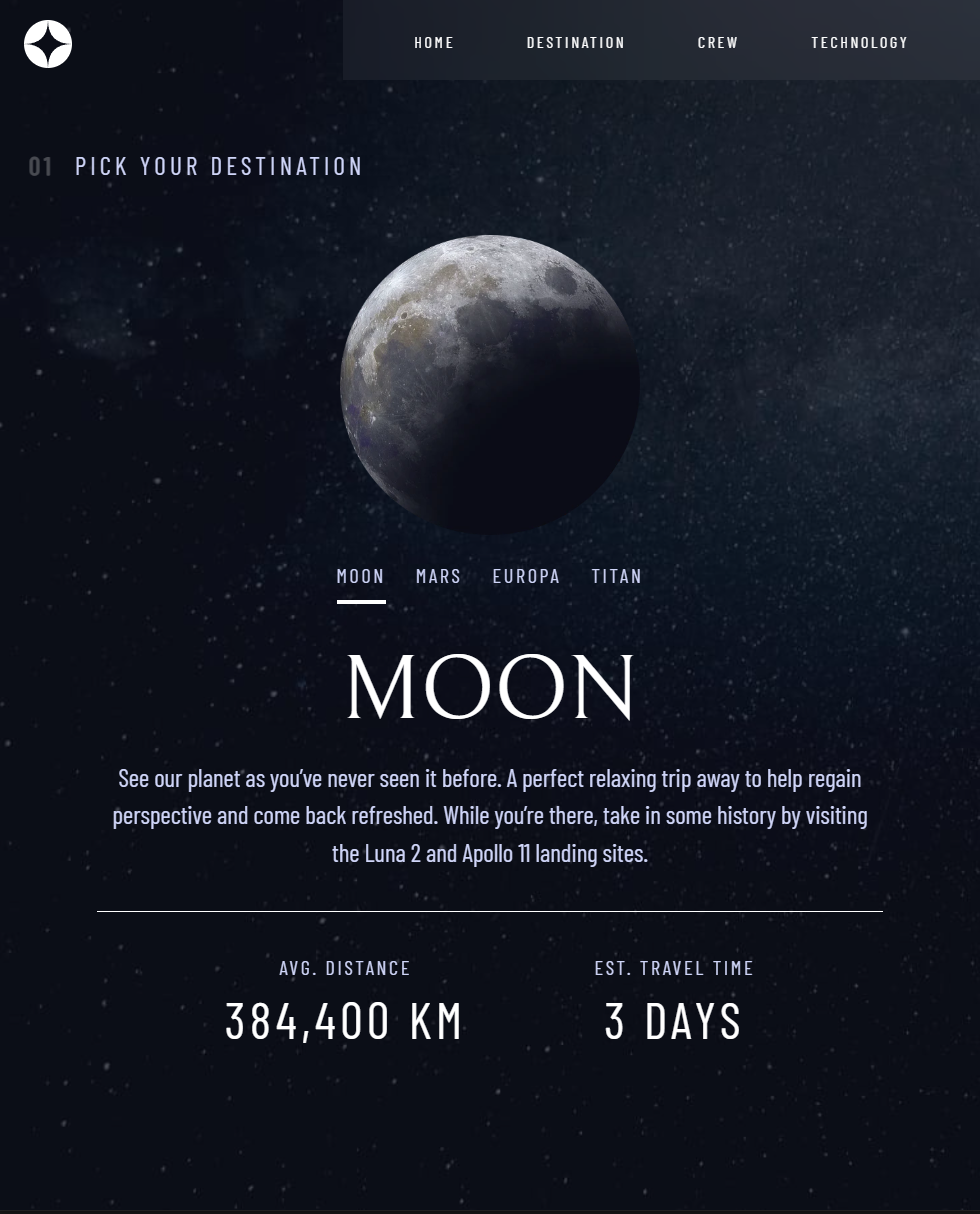 HOME DESTINATION CREW TECHNOLOGY
01 PICK YOUR DESTINATION
MOON MARS EUROPA TITAN
MOON
See our planet as you’ve never seen it before. A perfect relaxing trip away to help regain
perspective and come back refreshed. While you’re there, take in some history by visiting
the Luna 2 and Apollo 11 landing sites.
AVG. DISTANCE
384,400 KM
EST. TRAVEL TIME
3 DAYS